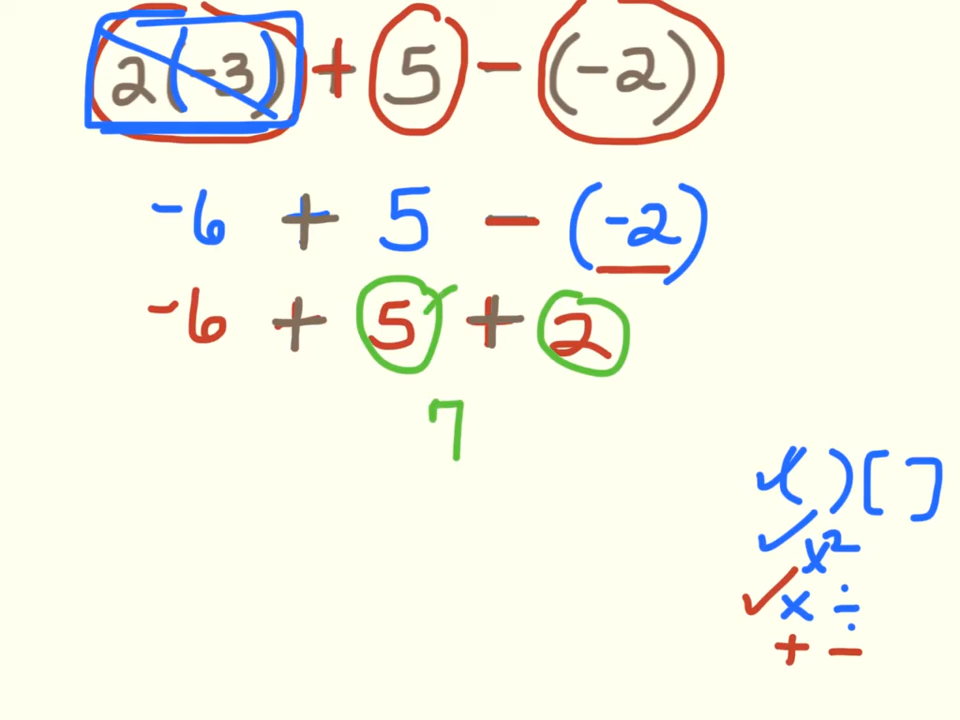 2(-3) + 5 - (-2)
-6 + 5 - (-2)
-6 + 5 + 2
7
( ) [ ]
x²
× ÷
+ -